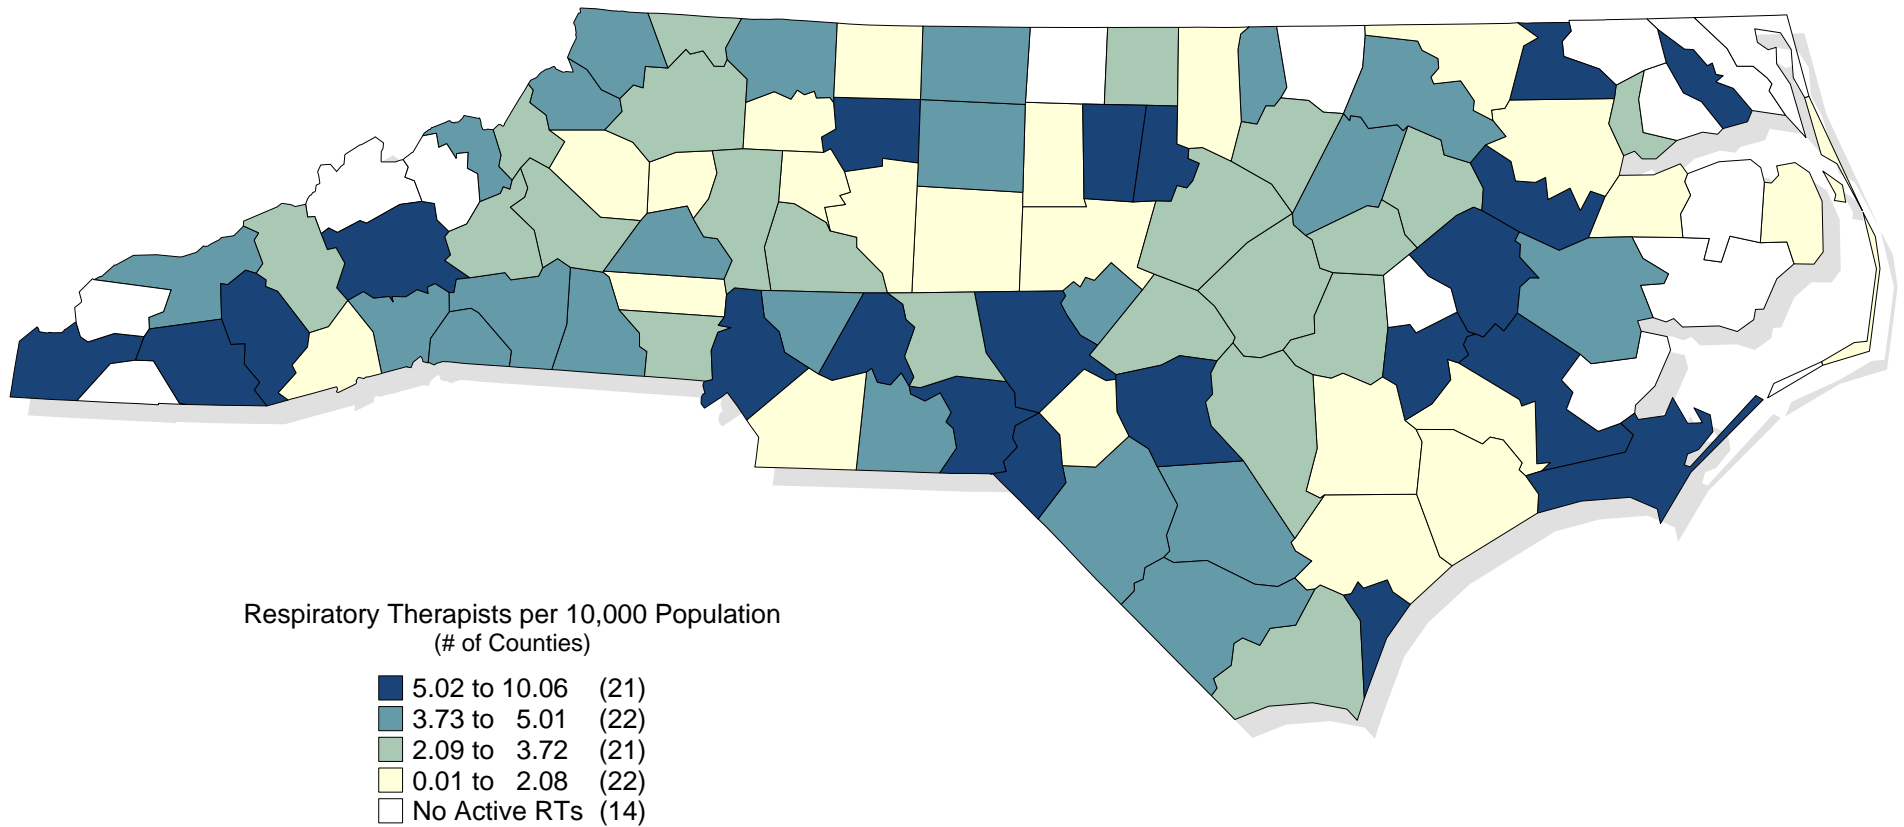 Respiratory Therapists per 10,000 Population
(# of Counties)
5.02 to 10.06 (21)
3.73 to 5.01 (22)
2.09 to 3.72 (21)
0.01 to 2.08 (22)
No Active RTs (14)